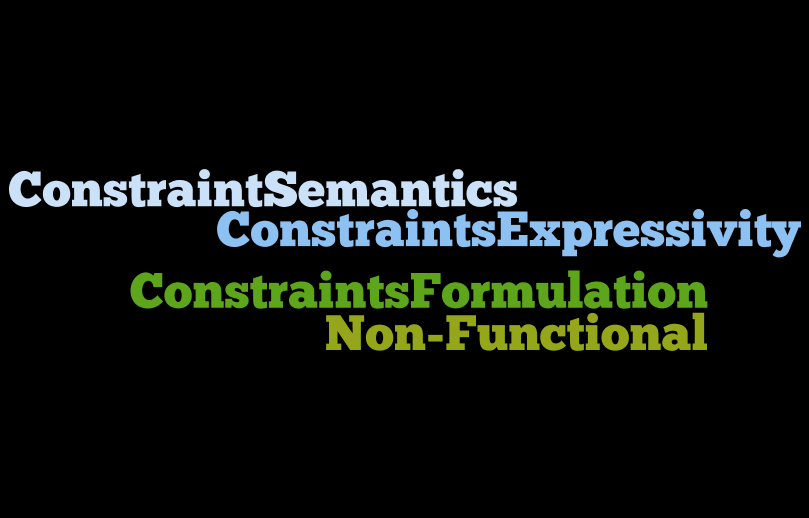 ConstraintSemantics
ConstraintsExpressivity
ConstraintsFormulation
Non-Functional